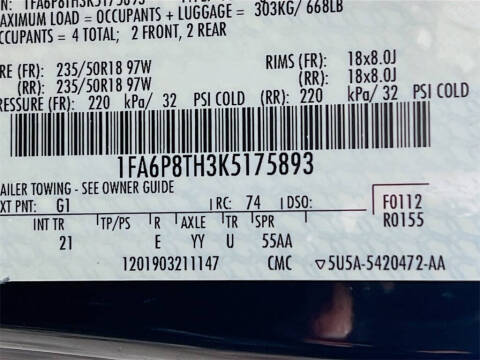 N: 1FA6P8TH3K5175893
MAXIMUM LOAD = OCCUPANTS + LUGGAGE = 303KG/ 668LB
CCUPANTS = 4 TOTAL; 2 FRONT, 2 REAR
RE (FR): 235/50R18 97W RIMS (FR): 18x8.0J
(RR): 235/50R18 97W (RR): 18x8.0J
RESSURE (FR): 220 kPa/ 32 PSI COLD (RR): 220 kPa/ 32 PSI COLD
1FA6P8TH3K5175893
AILER TOWING - SEE OWNER GUIDE
XT PNT: G1 RC: 74 DSO: F0112
INT TR TP/PS R AXLE TR SPR R0155
21 E YY U 55AA
1201903211147 CMC ▽5U5A-5420472-AA